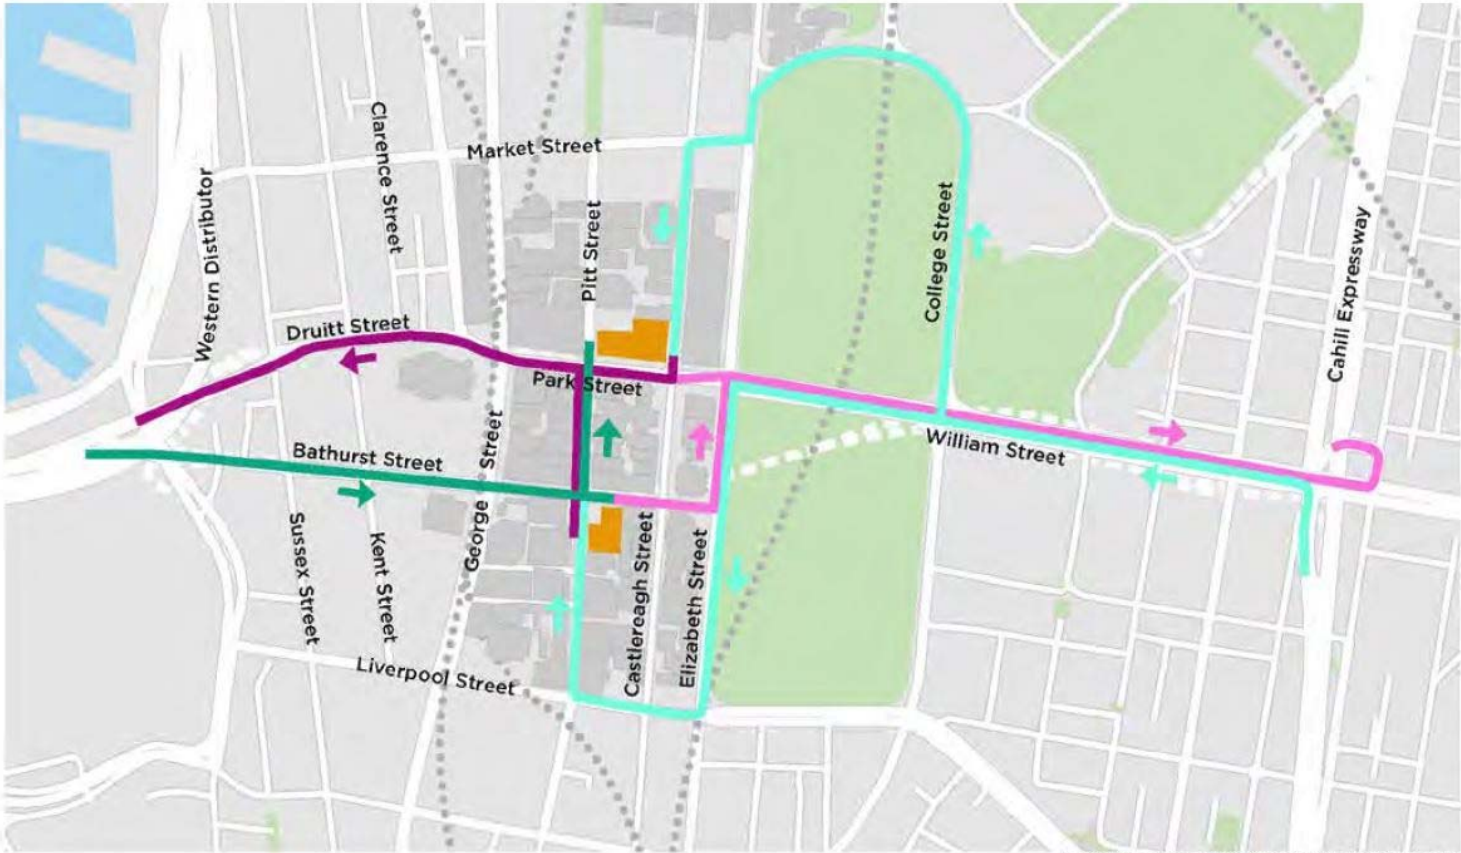 Clarence Street
Market Street
Western Distributor
Pitt Street
College Street
Cahill Expressway
Druitt Street
Park Street
William Street
Bathurst Street
George Street
Sussex Street
Kent Street
Castlereagh Street
Elizabeth Street
Liverpool Street